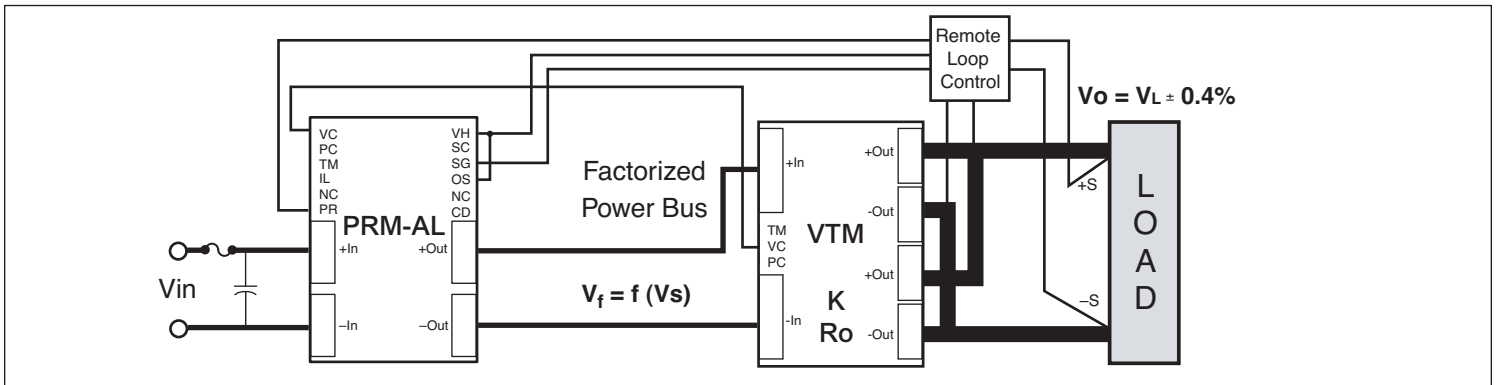 Remote
Loop
Control
Vo = VL ± 0.4%
VC
PC
TM
IL
NC
PR
VH
SC
SG
OS
NC
CD
PRM-AL
+In
–In
+Out
–Out
Vin
Factorized
Power Bus
Vf = f (Vs)
+In
TM
VC
PC
-In
VTM
K
Ro
+Out
-Out
+Out
-Out
+S
–S
L
O
A
D